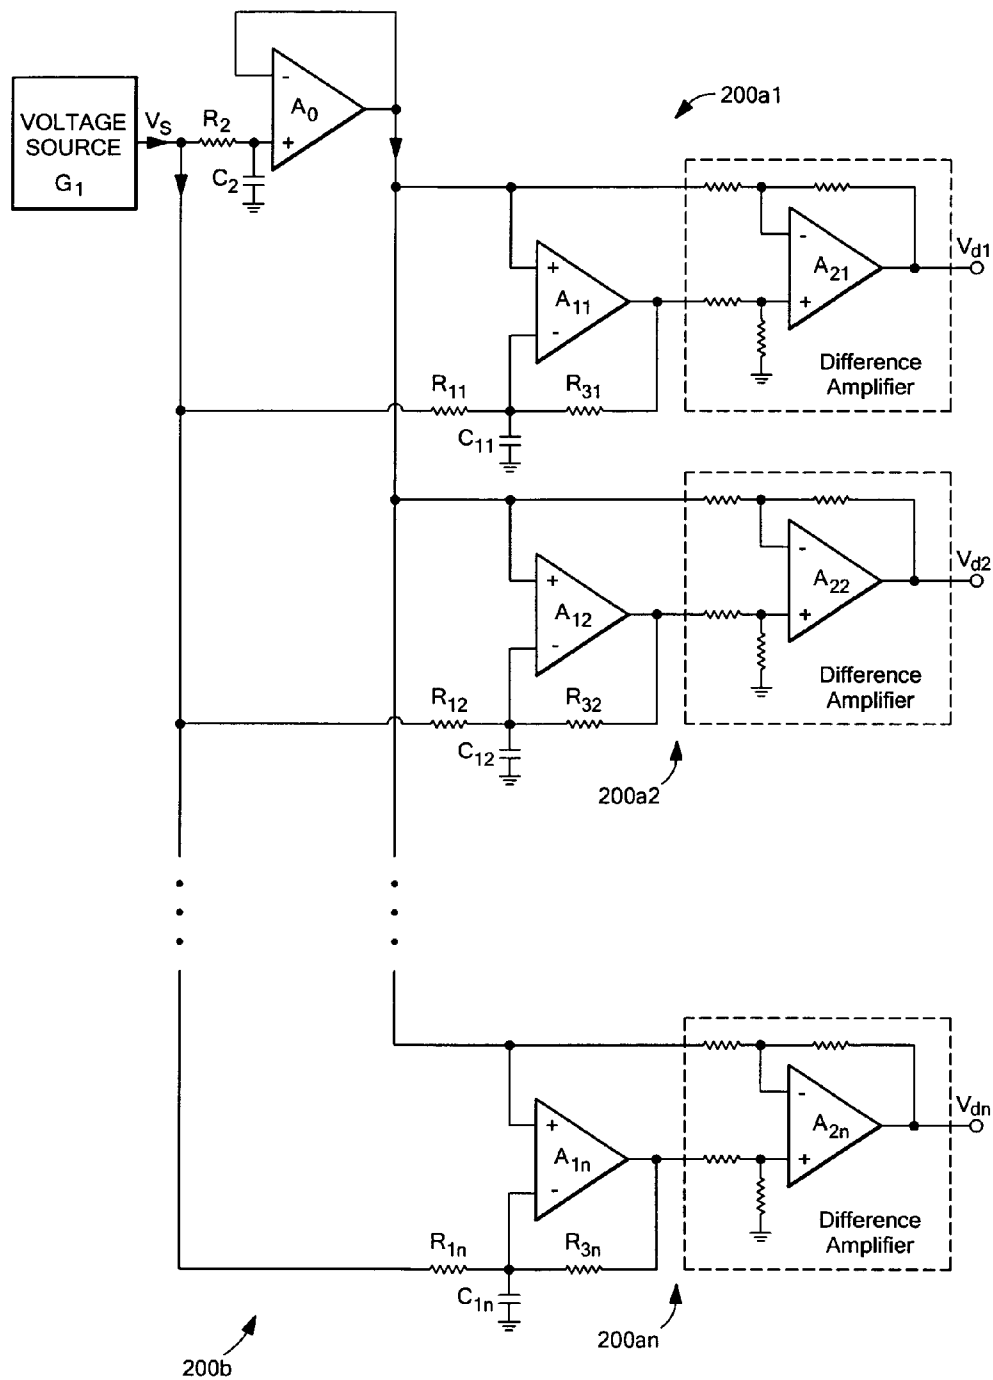 VOLTAGE
SOURCE
G1
VS
R2
C2
-
A0
+
200a1
+
A11
-
R11
R31
C11
-
A21
+
Vd1
Difference
Amplifier
+
A12
-
R12
R32
C12
-
A22
+
Vd2
Difference
Amplifier
200a2
+
A1n
-
R1n
R3n
C1n
-
A2n
+
Vdn
Difference
Amplifier
200an
200b